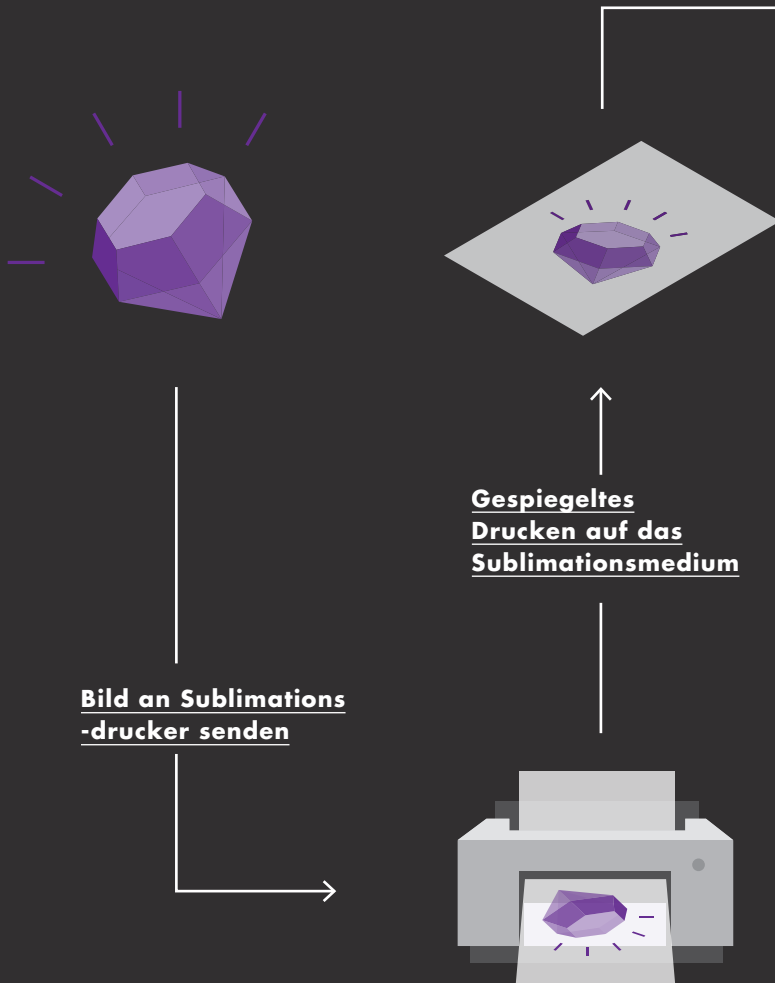 Gespiegeltes
Drucken auf das
Sublimationsmedium
Bild an Sublimations
-drucker senden